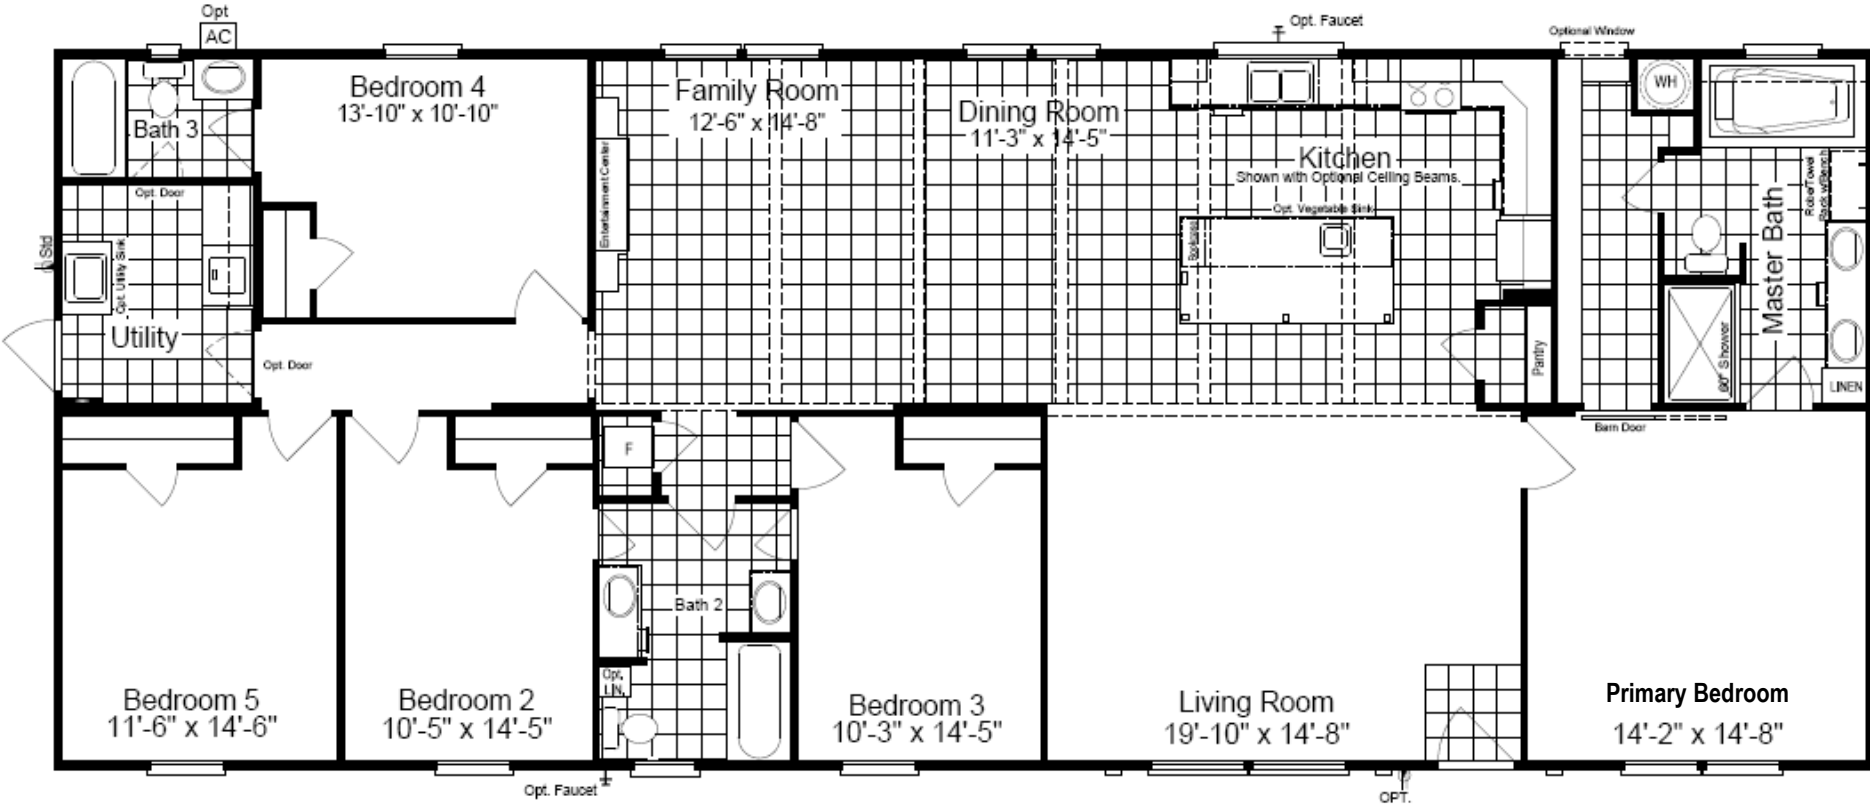 Opt
AC
Opt. Faucet
Optional Window
Bedroom 4
13'-10" x 10'-10"
Family Room
12'-6" x 14'-8"
Dining Room
11'-3" x 14'-5"
Kitchen
Shown with Optional Ceiling Beams.
Opt. Vegetable Sink
Bookcase
WH
Bath 3
Opt. Door
Entertainment Center
Robe/Towel
Rack w/Bench
Master Bath
Std
Opt. Utility Sink
Utility
Opt. Door
Pantry
60" Shower
LINEN
Barn Door
F
Bath 2
Opt.
LIN.
Bedroom 5
11'-6" x 14'-6"
Bedroom 2
10'-5" x 14'-5"
Bedroom 3
10'-3" x 14'-5"
Living Room
19'-10" x 14'-8"
Primary Bedroom
14'-2" x 14'-8"
Opt. Faucet
OPT.